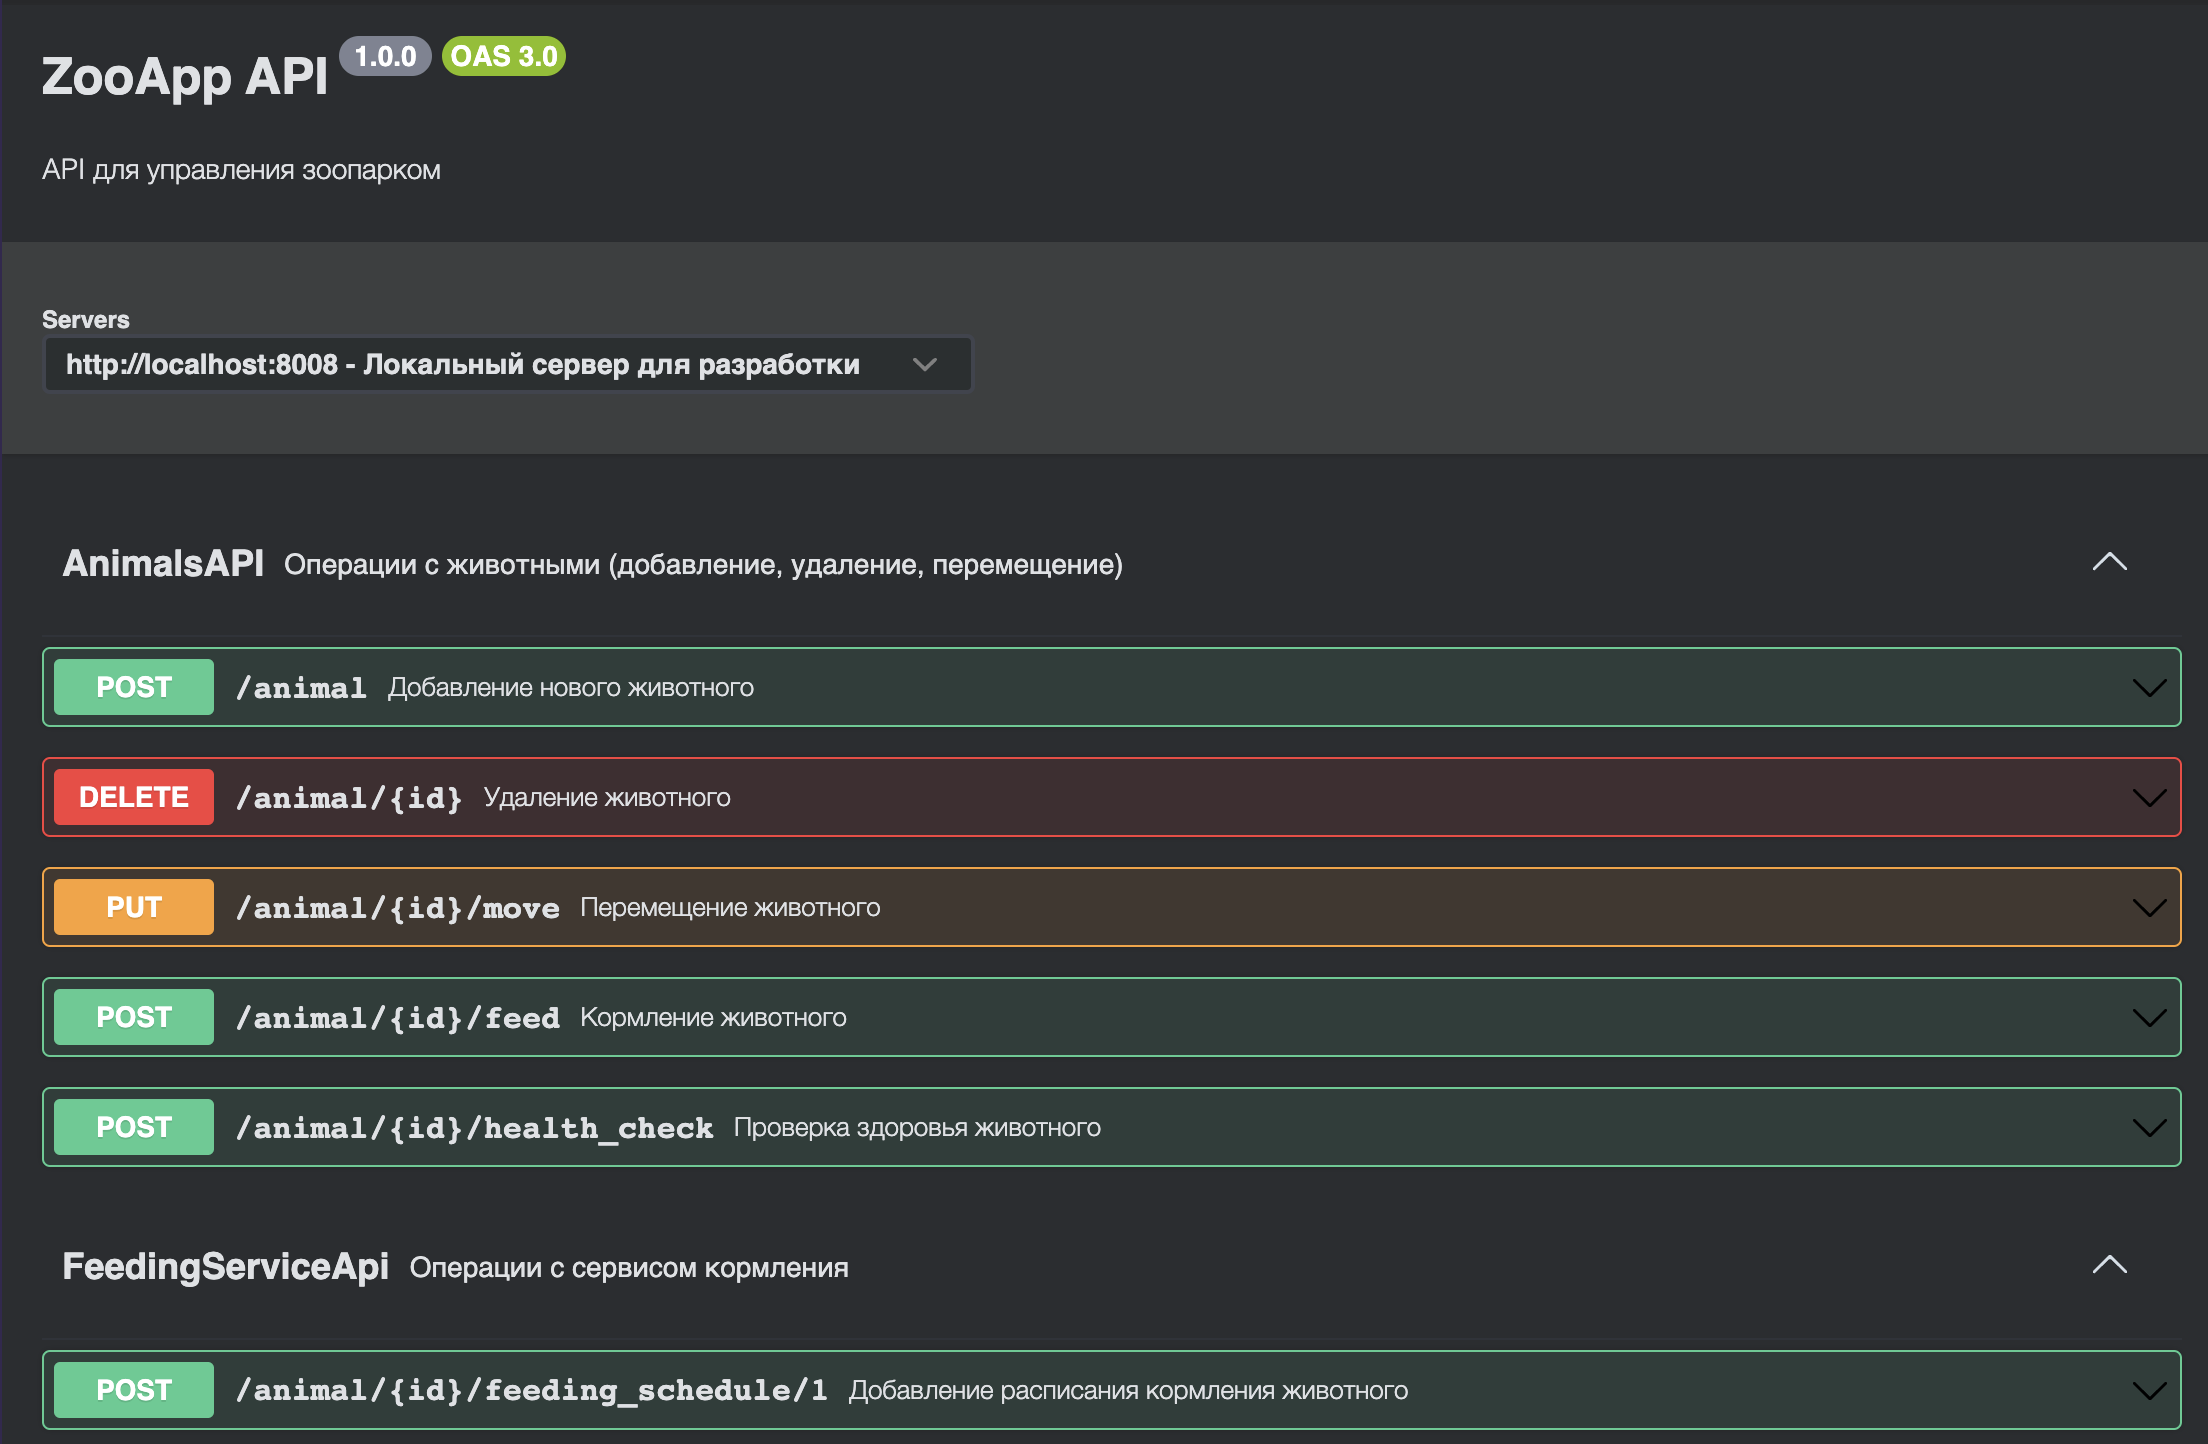 ZooApp API 1.0.0 OAS 3.0
API для управления зоопарком
Servers
http://localhost:8008 - Локальный сервер для разработки
AnimalsAPI Операции с животными (добавление, удаление, перемещение)
POST /animal Добавление нового животного
DELETE /animal/{id} Удаление животного
PUT /animal/{id}/move Перемещение животного
POST /animal/{id}/feed Кормление животного
POST /animal/{id}/health_check Проверка здоровья животного
FeedingServiceApi Операции с сервисом кормления
POST /animal/{id}/feeding_schedule/1 Добавление расписания кормления животного